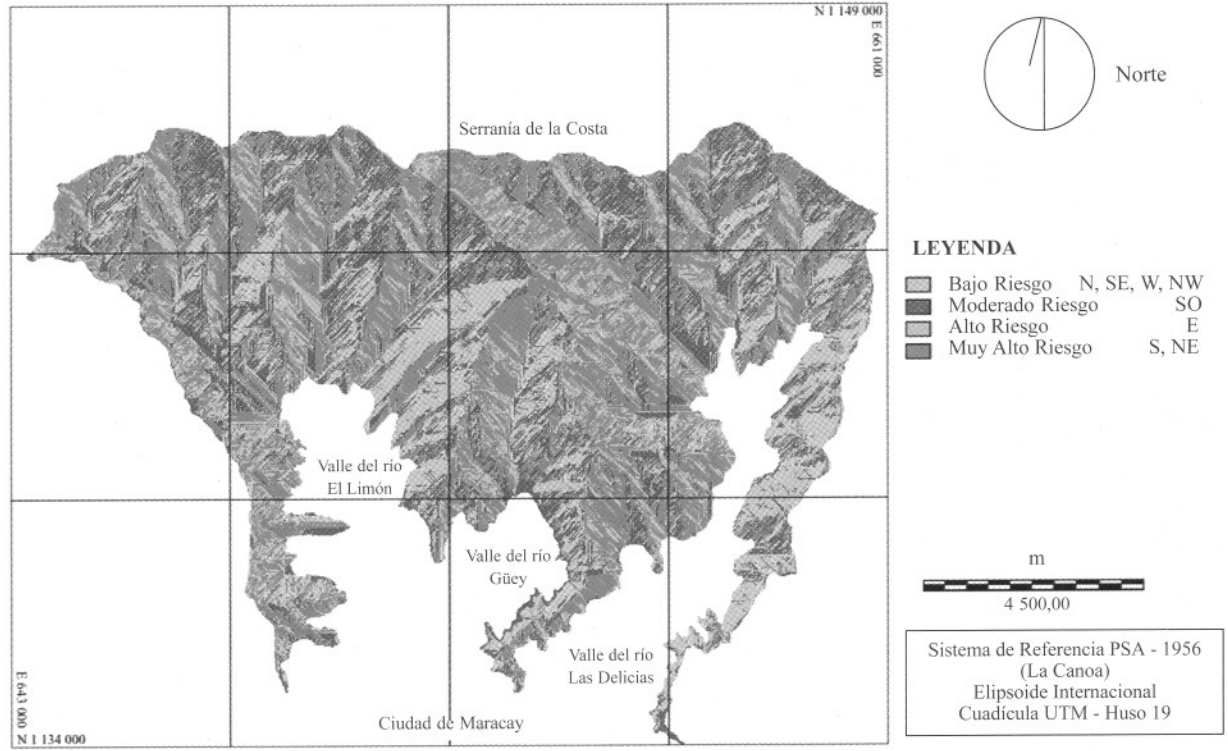 N 1 149 000
E 661 000
Norte
Serranía de la Costa
LEYENDA
Bajo Riesgo N, SE, W, NW
Moderado Riesgo SO
Alto Riesgo E
Muy Alto Riesgo S, NE
Valle del río
El Limón
Valle del río
Güey
Valle del río
Las Delicias
Ciudad de Maracay
E 643 000
N 1 134 000
m
4 500,00
Sistema de Referencia PSA - 1956
(La Canoa)
Elipsoide Internacional
Cuadícula UTM - Huso 19